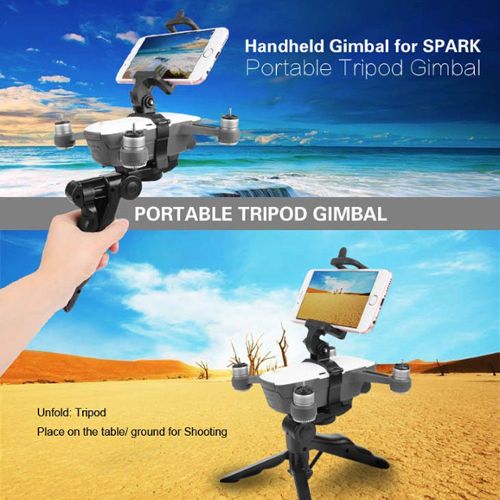 Handheld Gimbal for SPARK
Portable Tripod Gimbal
PORTABLE TRIPOD GIMBAL
Unfold: Tripod
Place on the table/ ground for Shooting